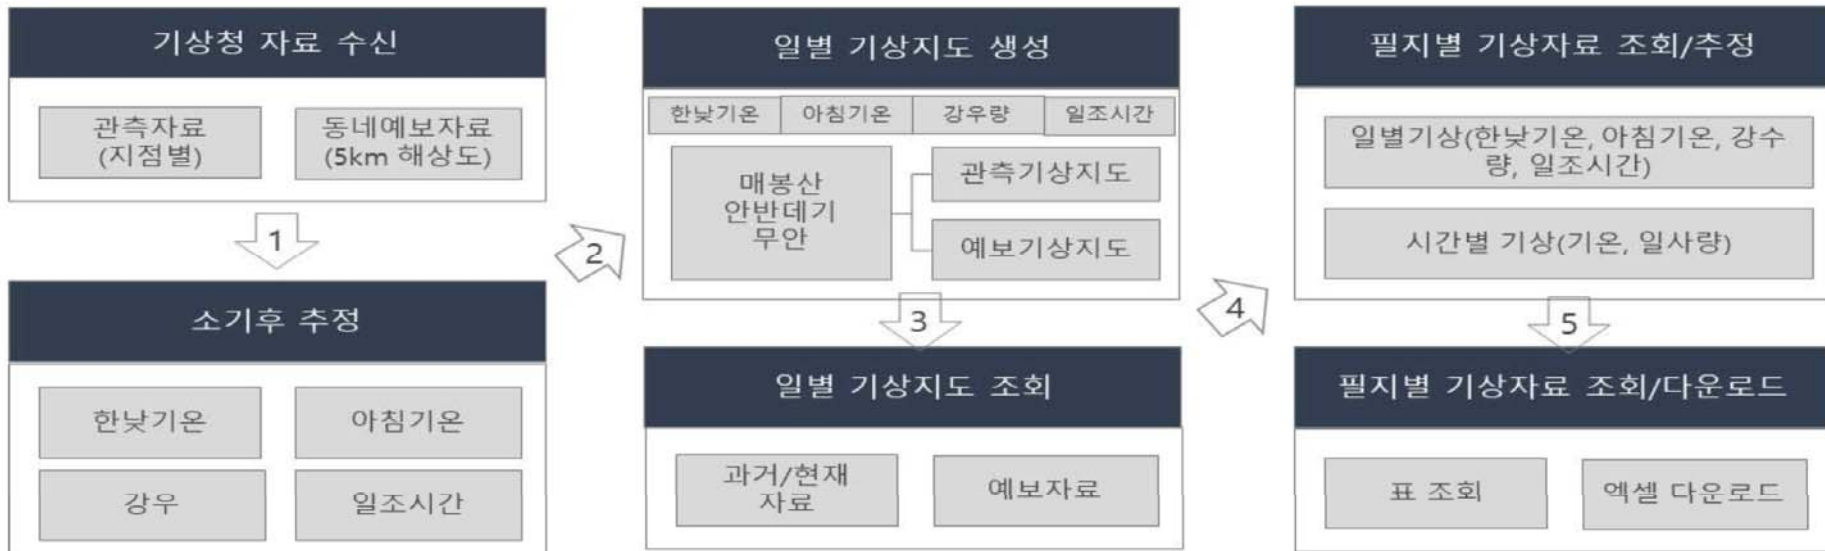 기상청 자료 수신
관측자료
(지점별)
동네예보자료
(5km 해상도)
1
소기후 추정
한낮기온
아침기온
강우
일조시간
2
일별 기상지도 생성
한낮기온
아침기온
강우량
일조시간
매봉산
안반데기
무안
관측기상지도
예보기상지도
3
일별 기상지도 조회
과거/현재
자료
예보자료
4
필지별 기상자료 조회/추정
일별기상(한낮기온, 아침기온, 강수
량, 일조시간)
시간별 기상(기온, 일사량)
5
필지별 기상자료 조회/다운로드
표 조회
엑셀 다운로드